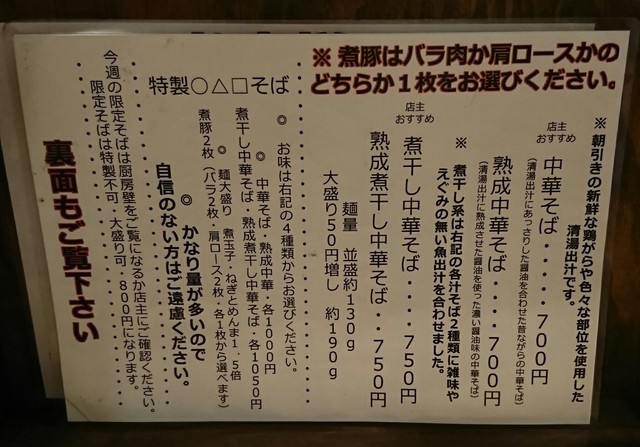 ※ 煮豚はバラ肉か肩ロースかの
どちらか１枚をお選びください。
※ 朝引きの新鮮な鶏がらや色々な部位を使用した
清湯出汁です。
店主
おすすめ
中華そば・・・・・７００円
(清湯出汁にあっさりした醤油を合わせた昔ながらの中華そば)
熟成中華そば・・・・７００円
(清湯出汁に熟成させた醤油を使った濃い醤油味の中華そば)
※ 煮干し系は右記の各汁そば２種類に雑味や
えぐみの無い魚出汁を合わせました。
店主
おすすめ
煮干し中華そば・・・７５０円
熟成煮干し中華そば・・７５０円
麺量 並盛約１３０ｇ
大盛り５０円増し 約１９０ｇ
特製○△□そば
◎ お味は右記の４種類からお選びください。
◎ 中華そば・熟成中華・各１０００円
煮干し中華そば・熟成煮干し中華そば・各１０５０円
◎ 麺大盛り 煮玉子・ねぎとめんま１．５倍
煮豚２枚（バラ２枚・肩ロース２枚・各１枚から選べます）
◎ かなり量が多いので
自信のない方はご遠慮ください。
今週の限定そばは厨房壁をご覧になるか店主にご確認ください。
限定そばは特製不可・大盛り可・８００円になります。
裏面もご覧下さい